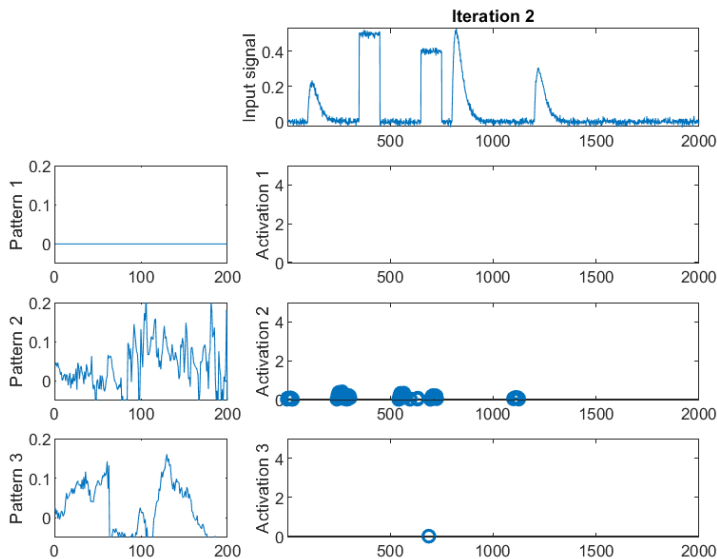 Iteration 2
Input signal
0.4
0.2
0
500 1000 1500 2000
Pattern 1
0.2
0.1
0
0 100 200
Activation 1
4
2
0
500 1000 1500 2000
Pattern 2
0.2
0.1
0
0 100 200
Activation 2
4
2
0
500 1000 1500 2000
Pattern 3
0.2
0.1
0
0 100 200
Activation 3
4
2
0
500 1000 1500 2000